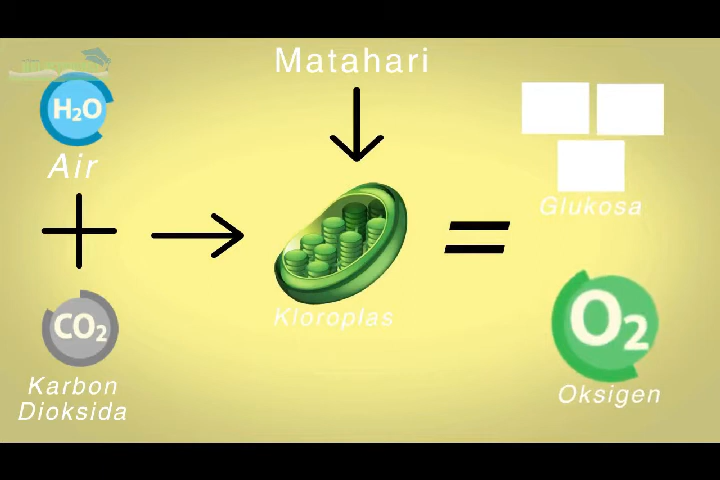 Matahari
H₂O
Air
Glukosa
Kloroplas
CO₂
Karbon
Dioksida
O₂
Oksigen